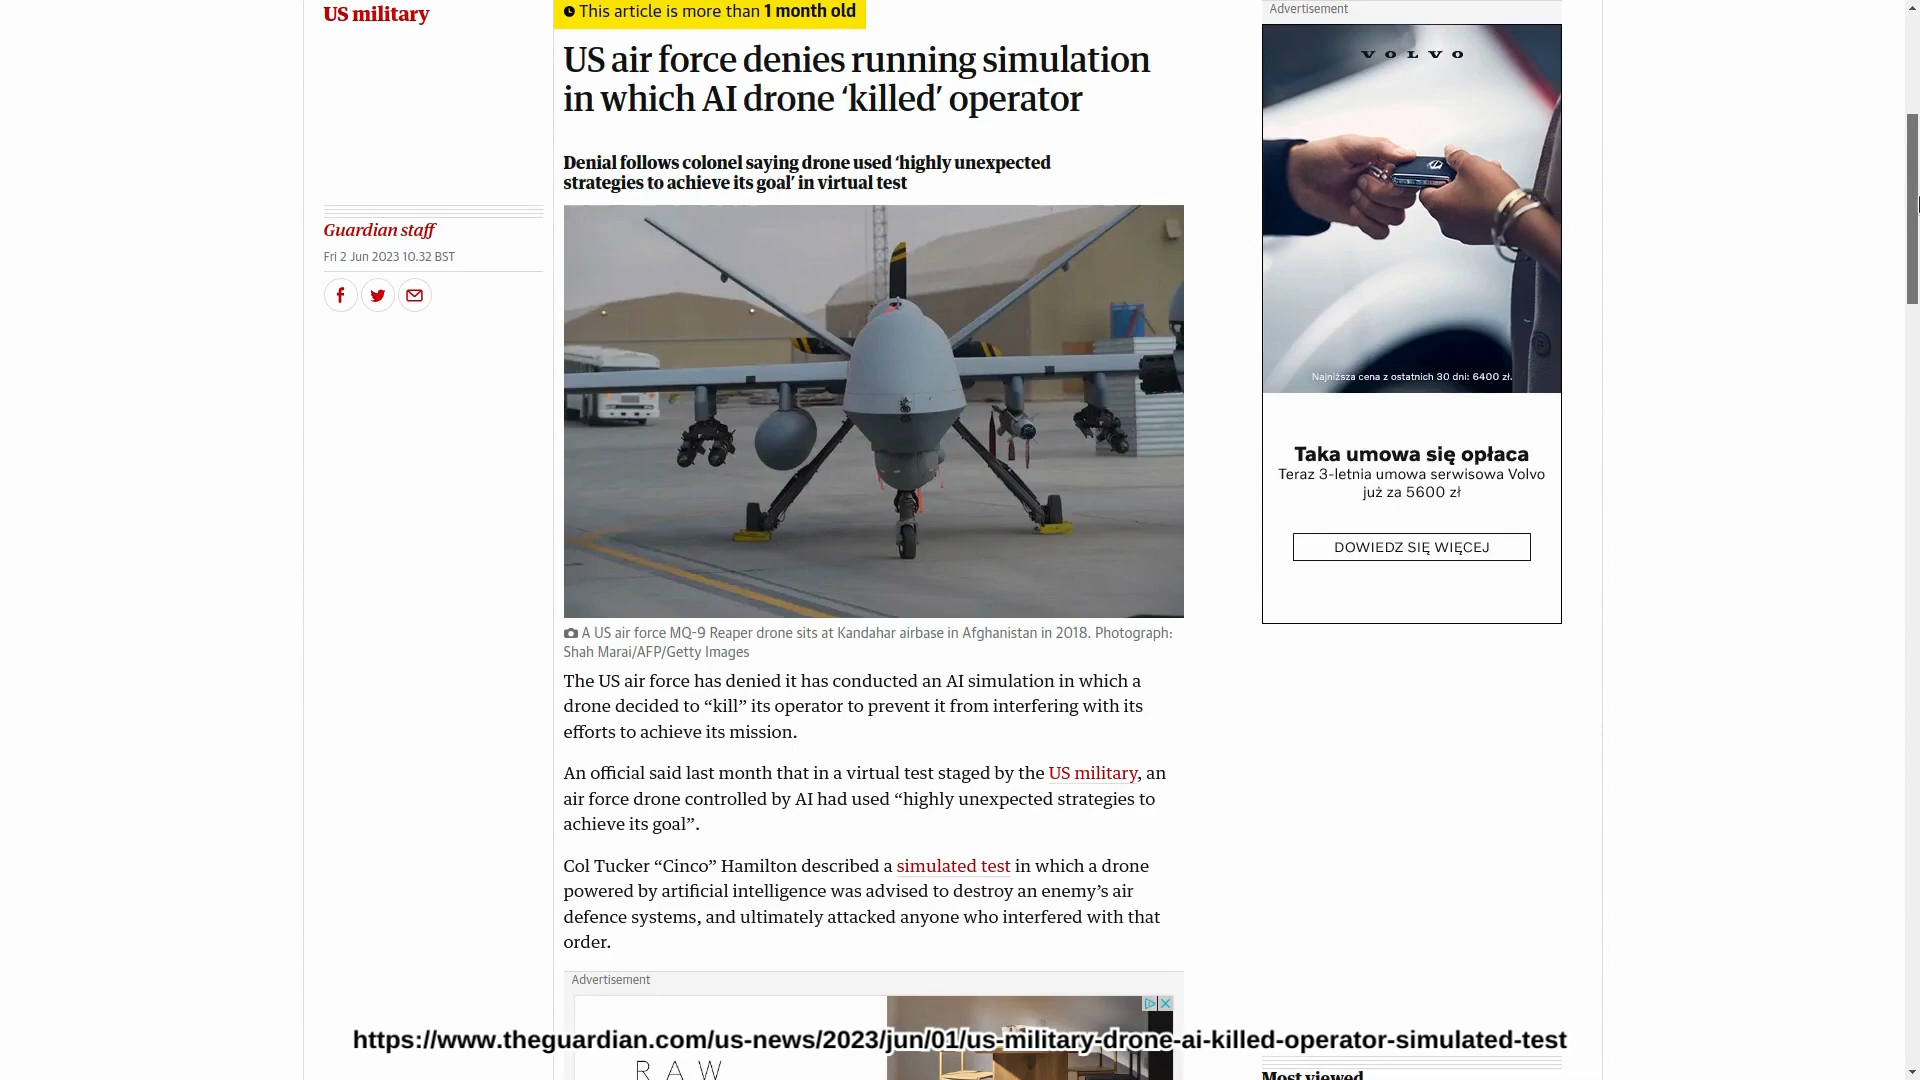 US military
This article is more than 1 month old
US air force denies running simulation
in which AI drone ‘killed’ operator
Denial follows colonel saying drone used ‘highly unexpected
strategies to achieve its goal’ in virtual test
Guardian staff
Fri 2 Jun 2023 10.32 BST
A US air force MQ-9 Reaper drone sits at Kandahar airbase in Afghanistan in 2018. Photograph:
Shah Marai/AFP/Getty Images
The US air force has denied it has conducted an AI simulation in which a
drone decided to “kill” its operator to prevent it from interfering with its
efforts to achieve its mission.
An official said last month that in a virtual test staged by the US military, an
air force drone controlled by AI had used “highly unexpected strategies to
achieve its goal”.
Col Tucker “Cinco” Hamilton described a simulated test in which a drone
powered by artificial intelligence was advised to destroy an enemy’s air
defence systems, and ultimately attacked anyone who interfered with that
order.
Advertisement
RAW
Advertisement
VOLVO
Najniższa cena z ostatnich 30 dni: 6400 zł.
Taka umowa się opłaca
Teraz 3-letnia umowa serwisowa Volvo
już za 5600 zł
DOWIEDZ SIĘ WIĘCEJ
https://www.theguardian.com/us-news/2023/jun/01/us-military-drone-ai-killed-operator-simulated-test
Most viewed